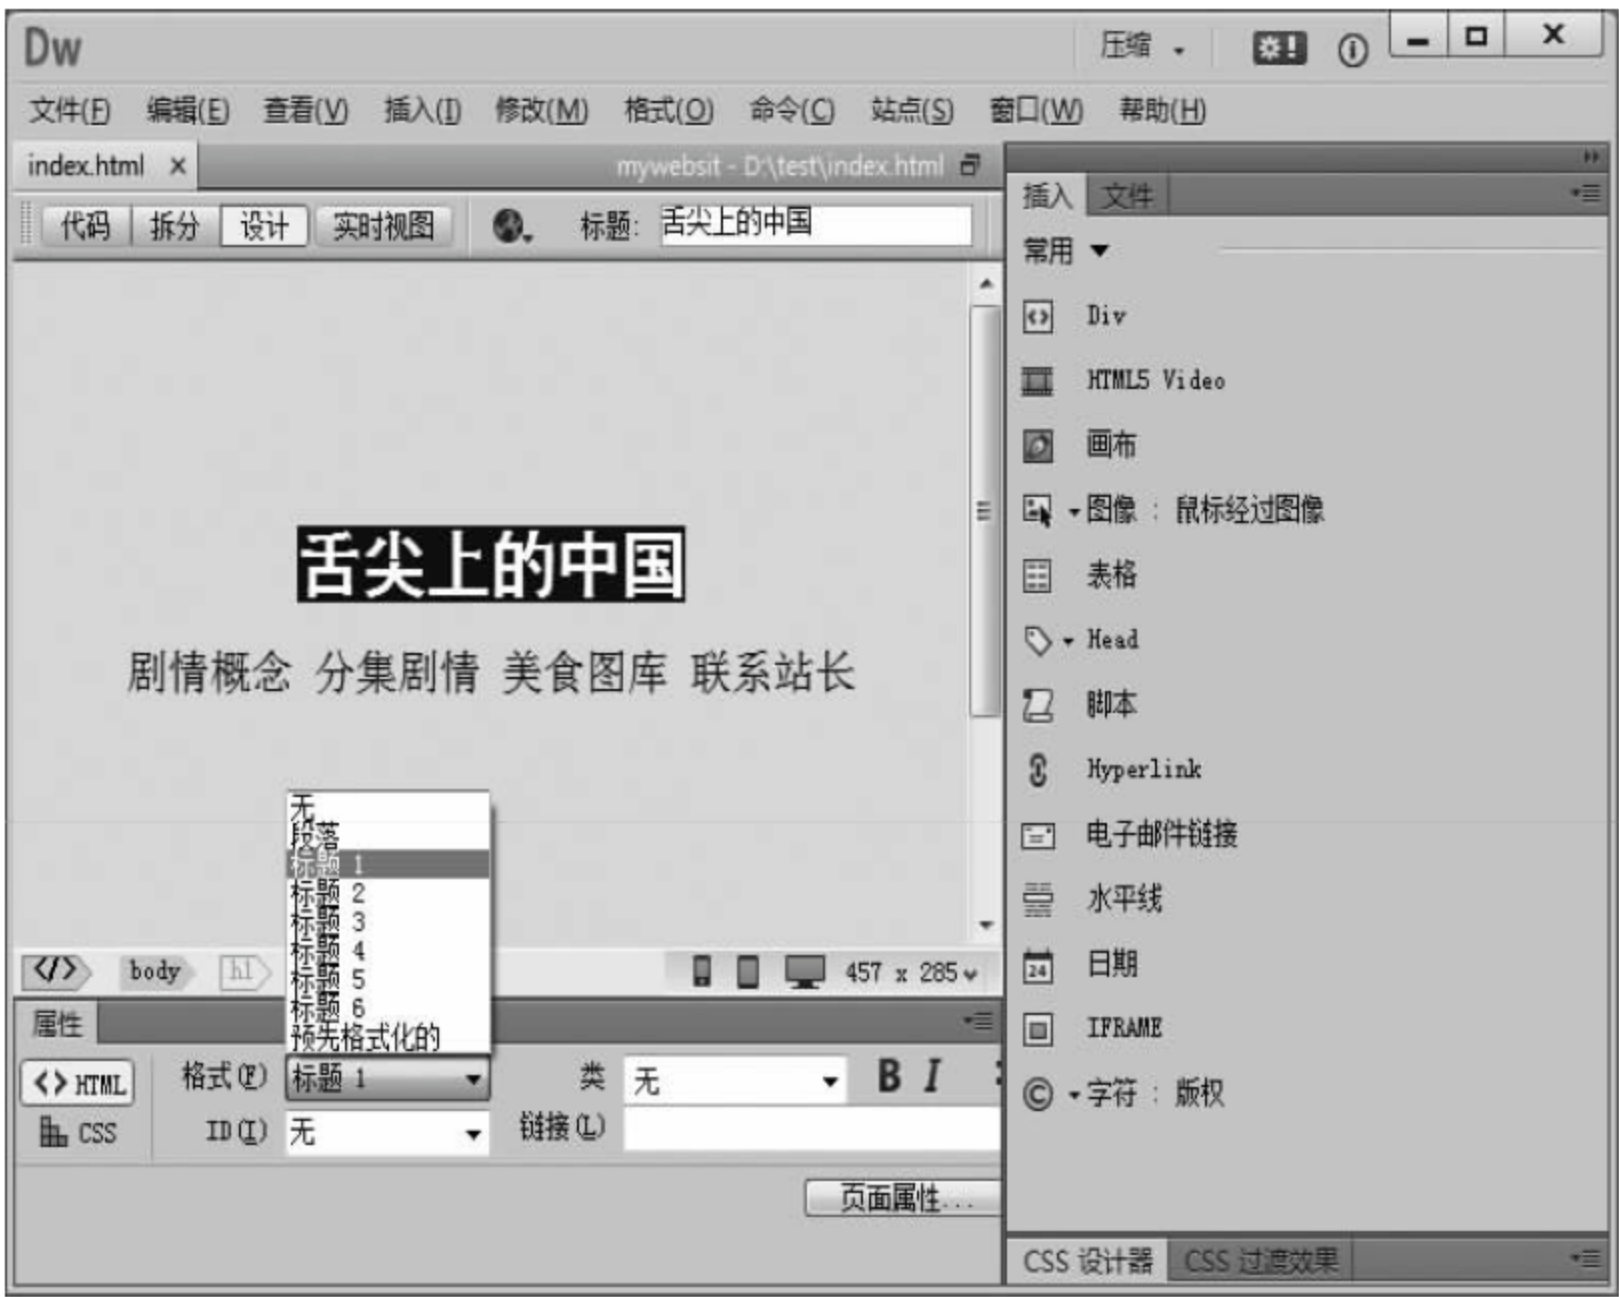 Dw 压缩
文件(F) 编辑(E) 查看(V) 插入(I) 修改(M) 格式(O) 命令(C) 站点(S) 窗口(W) 帮助(H)
index.html × mywebsit - D:\test\index.html
代码 拆分 设计 实时视图 标题: 舌尖上的中国
舌尖上的中国
剧情概念 分集剧情 美食图库 联系站长
无
段落
标题 1
标题 2
标题 3
标题 4
标题 5
标题 6
预先格式化的
</> body h1 457 x 285
属性
<> HTML 格式(F) 标题 1 类 无 B I
CSS ID(I) 无 链接(L)
页面属性...
插入 文件
常用
Div
HTML5 Video
画布
图像 : 鼠标经过图像
表格
Head
脚本
Hyperlink
电子邮件链接
水平线
24 日期
IFRAME
© 字符 : 版权
CSS 设计器 CSS 过渡效果